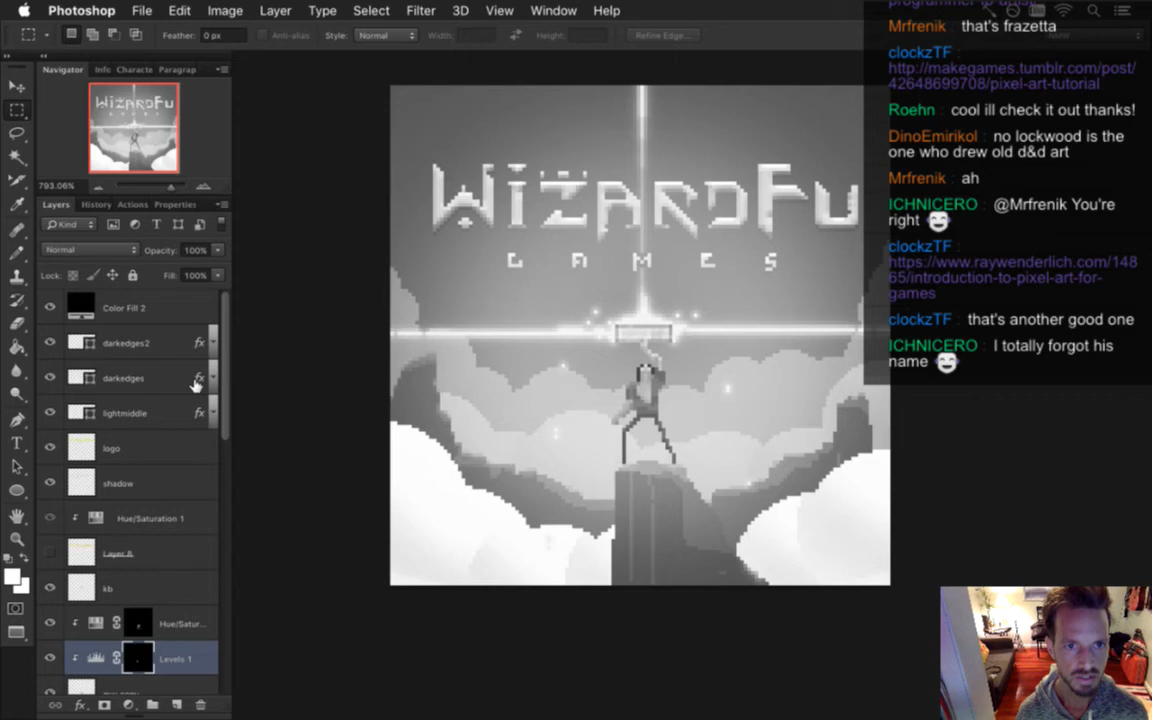 Photoshop File Edit Image Layer Type Select Filter 3D View Window Help
Feather: 0 px Anti-alias Style: Normal Width: Height: Refine Edge...
Navigator Info Characte Paragrap
793.06%
Layers History Actions Properties
Kind
Normal Opacity: 100%
Lock: Fill: 100%
Color Fill 2
darkedges2 fx
darkedges fx
lightmiddle fx
logo
shadow
Hue/Saturation 1
Layer 8
kb
Hue/Satur...
Levels 1
fx
WizardFu
GAMES
Mrfrenik : that's frazetta
clockzTF :
http://makegames.tumblr.com/post/
42648699708/pixel-art-tutorial
Roehn : cool ill check it out thanks!
DinoEmirikol : no lockwood is the
one who drew old d&d art
Mrfrenik : ah
ICHNICERO : @Mrfrenik You're
right
clockzTF :
https://www.raywenderlich.com/148
65/introduction-to-pixel-art-for-
games
clockzTF : that's another good one
ICHNICERO : I totally forgot his
name